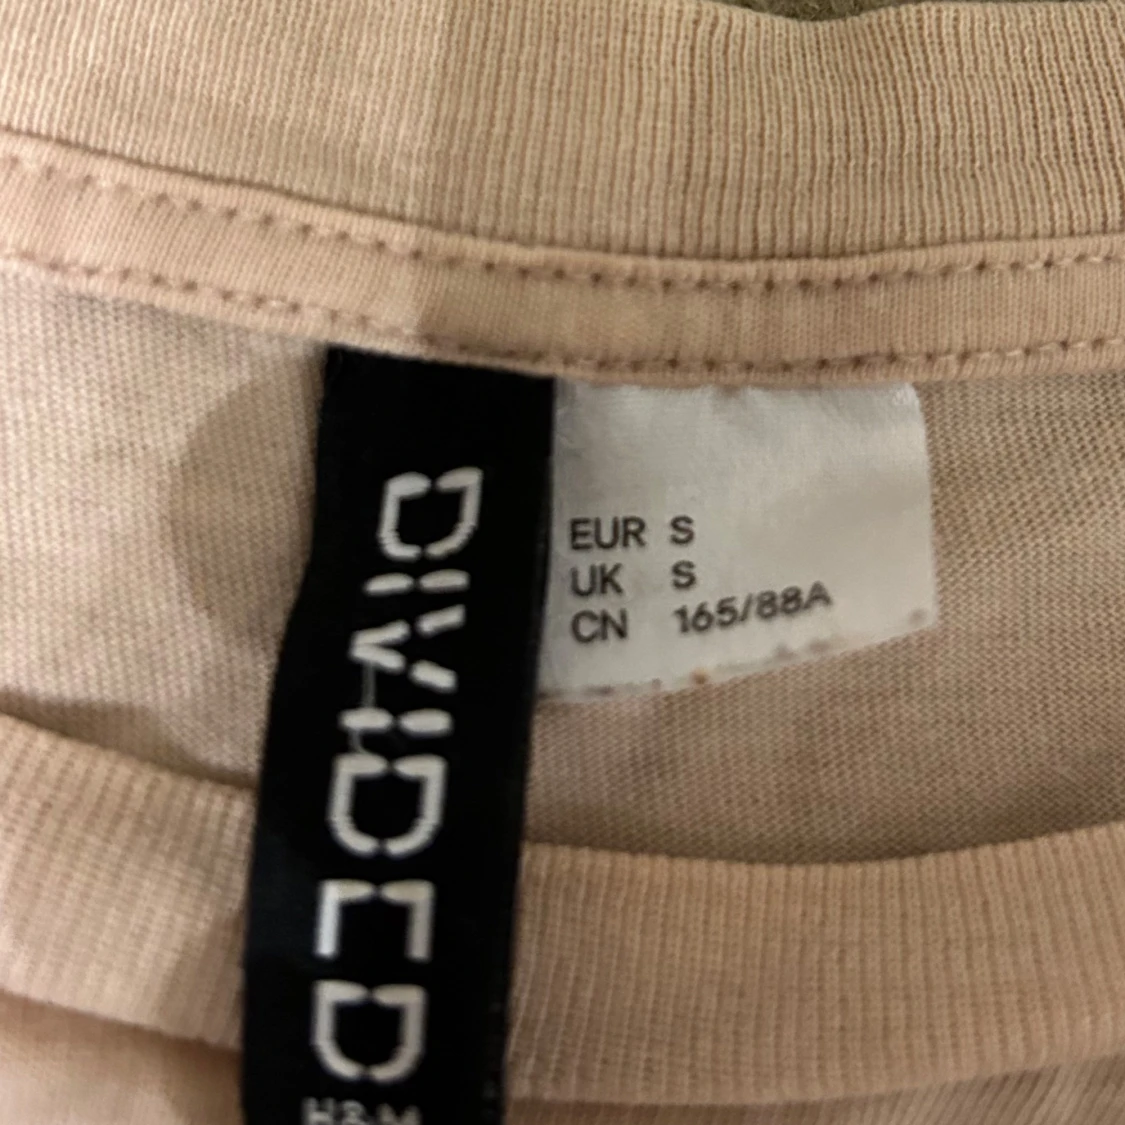 DIVIDED
H&M
EUR S
UK S
CN 165/88A